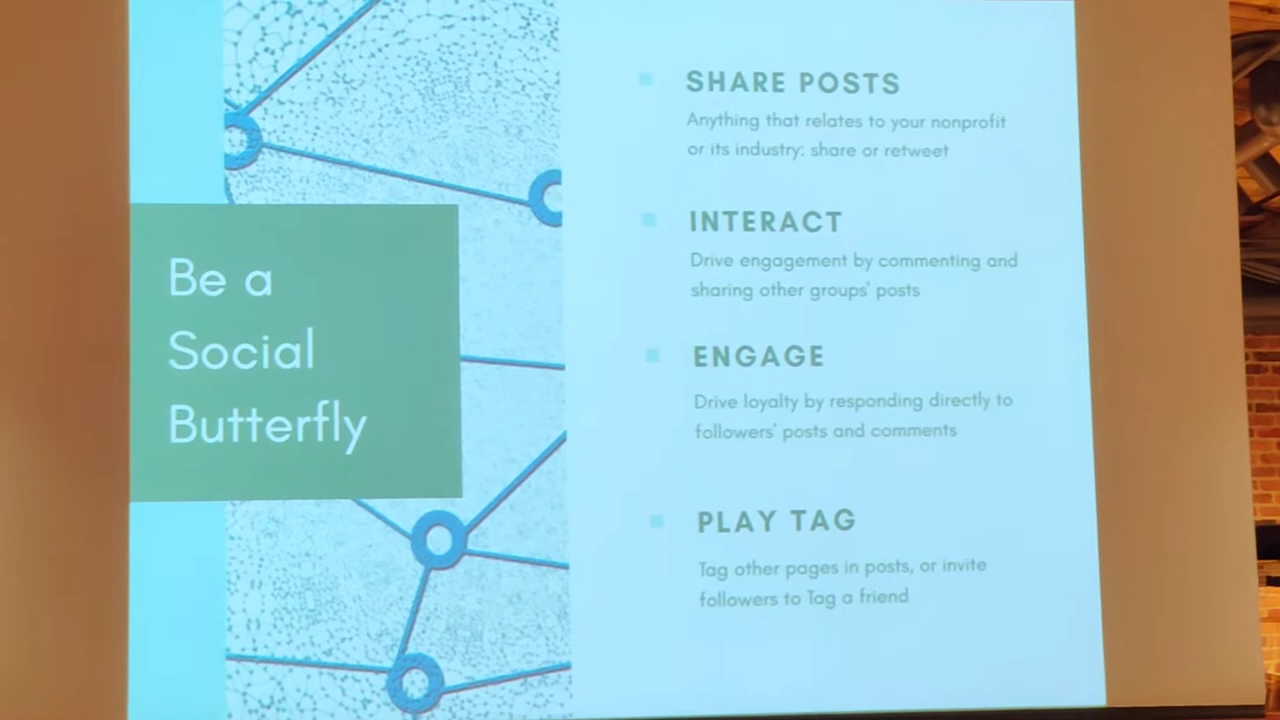 Be a
Social
Butterfly
SHARE POSTS
Anything that relates to your nonprofit
or its industry: share or retweet
INTERACT
Drive engagement by commenting and
sharing other groups' posts
ENGAGE
Drive loyalty by responding directly to
followers' posts and comments
PLAY TAG
Tag other pages in posts, or invite
followers to Tag a friend